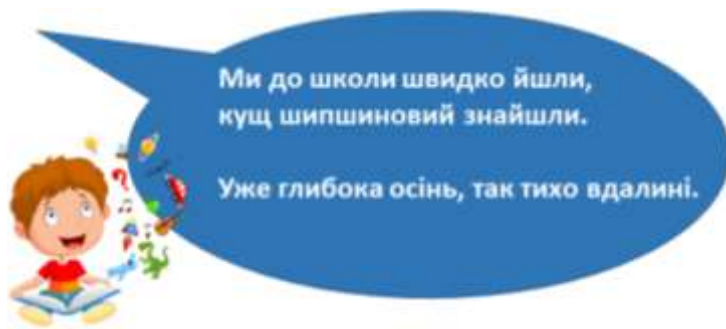 Ми до школи швидко йшли,
кущ шипшиновий знайшли.
Уже глибока осінь, так тихо вдалині.